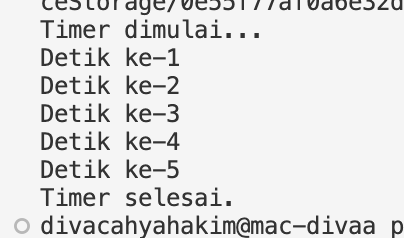 Timer dimulai...
Detik ke-1
Detik ke-2
Detik ke-3
Detik ke-4
Detik ke-5
Timer selesai.
divacahyahakim@mac-divaa p